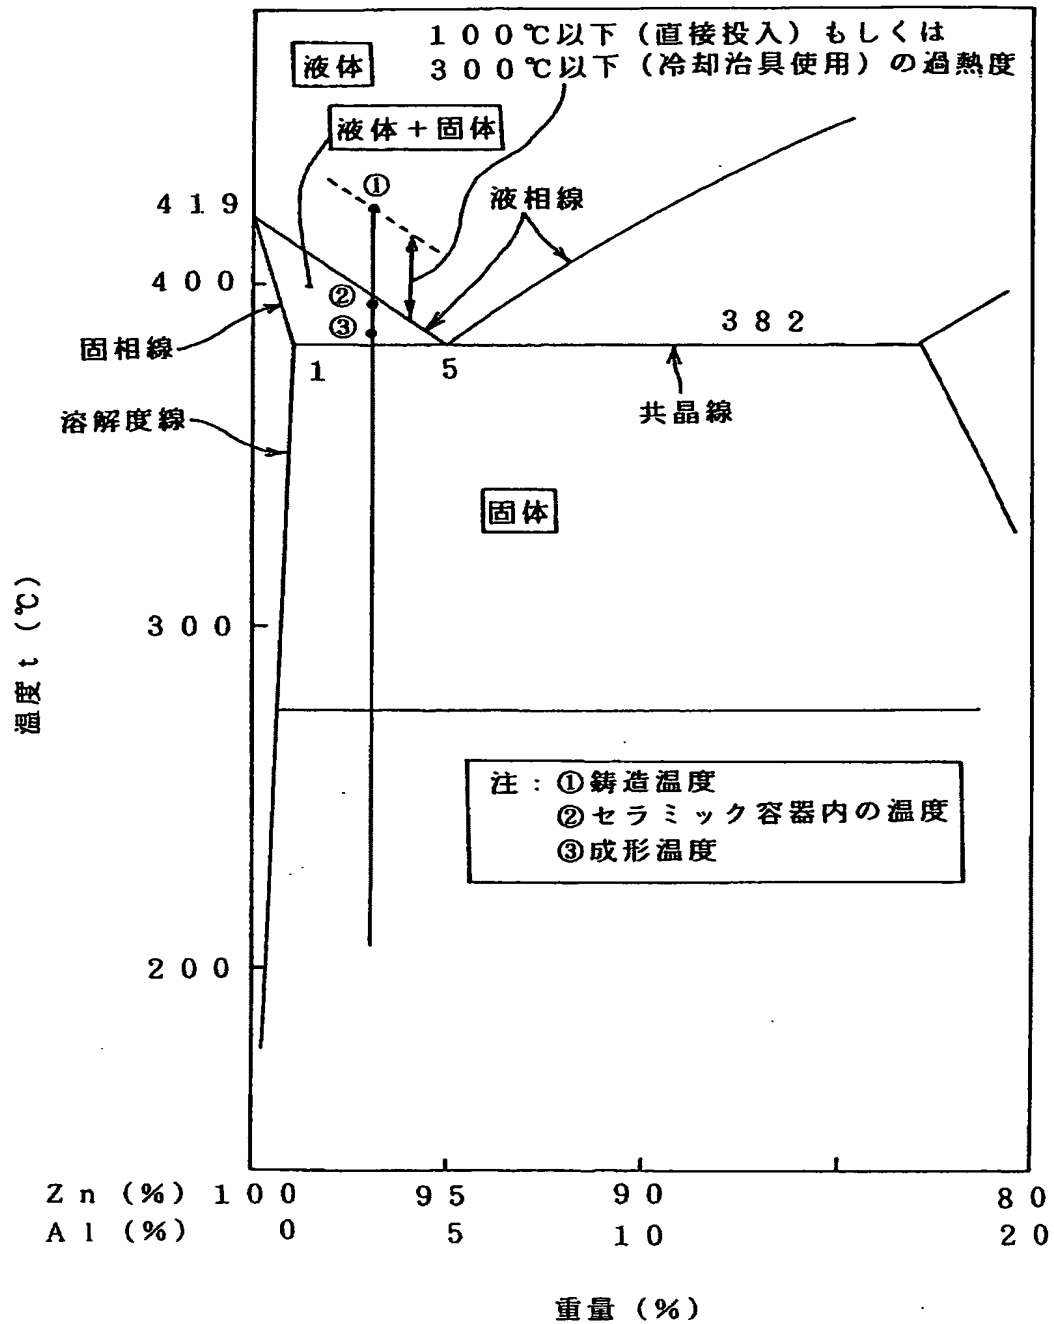 １００℃以下（直接投入）もしくは
３００℃以下（冷却治具使用）の過熱度
液体
液体＋固体
①
液相線
４１９
４００
②
③
３８２
固相線
１
５
共晶線
溶解度線
固体
３００
温度ｔ（℃）
注：①鋳造温度
②セラミック容器内の温度
③成形温度
２００
Ｚｎ（％）１００ ９５ ９０ ８０
Ａｌ（％） ０ ５ １０ ２０
重量（％）